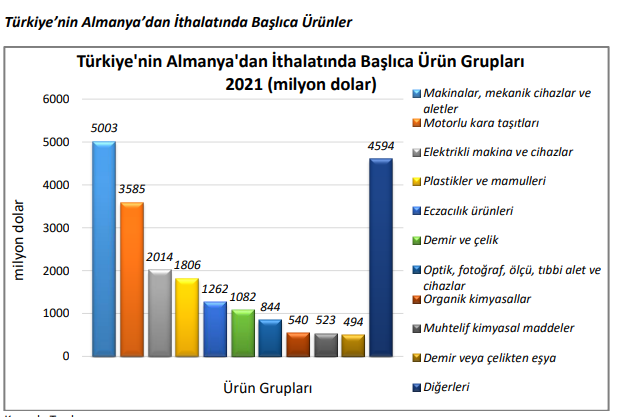 Türkiye'nin Almanya'dan İthalatında Başlıca Ürünler
Türkiye'nin Almanya'dan İthalatında Başlıca Ürün Grupları
2021 (milyon dolar)
6000
5000
4000
3000
2000
1000
0
milyon dolar
5003
3585
2014
1806
1262
1082
844
540
523
494
4594
Ürün Grupları
Makinalar, mekanik cihazlar ve
aletler
Motorlu kara taşıtları
Elektrikli makina ve cihazlar
Plastikler ve mamulleri
Eczacılık ürünleri
Demir ve çelik
Optik, fotoğraf, ölçü, tıbbi alet ve
cihazlar
Organik kimyasallar
Muhtelif kimyasal maddeler
Demir veya çelikten eşya
Diğerleri